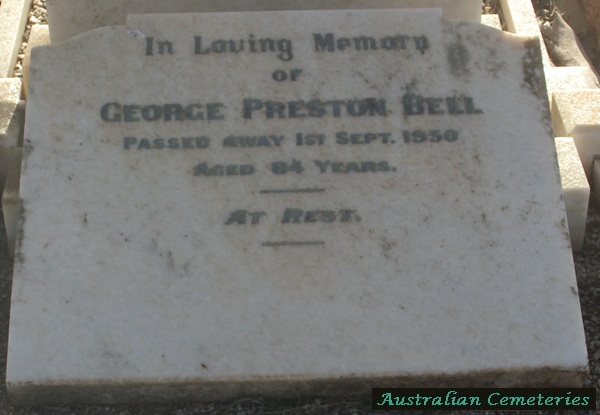 In Loving Memory
OF
GEORGE PRESTON BELL
PASSED AWAY 1ST SEPT. 1950
AGED 84 YEARS.
AT REST.
Australian Cemeteries